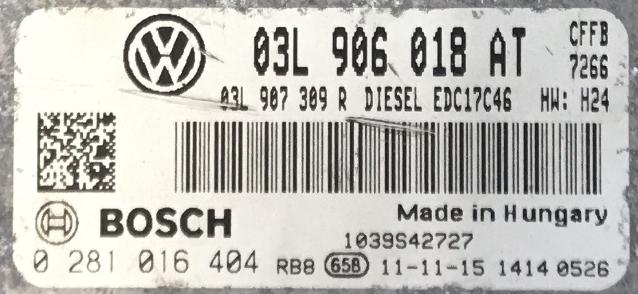 03L 906 018 AT CFFB
7266
03L 907 309 R DIESEL EDC17C46 HW: H24
BOSCH Made in Hungary
1039S42727
0 281 016 404 RB8 65B 11-11-15 1414 0526